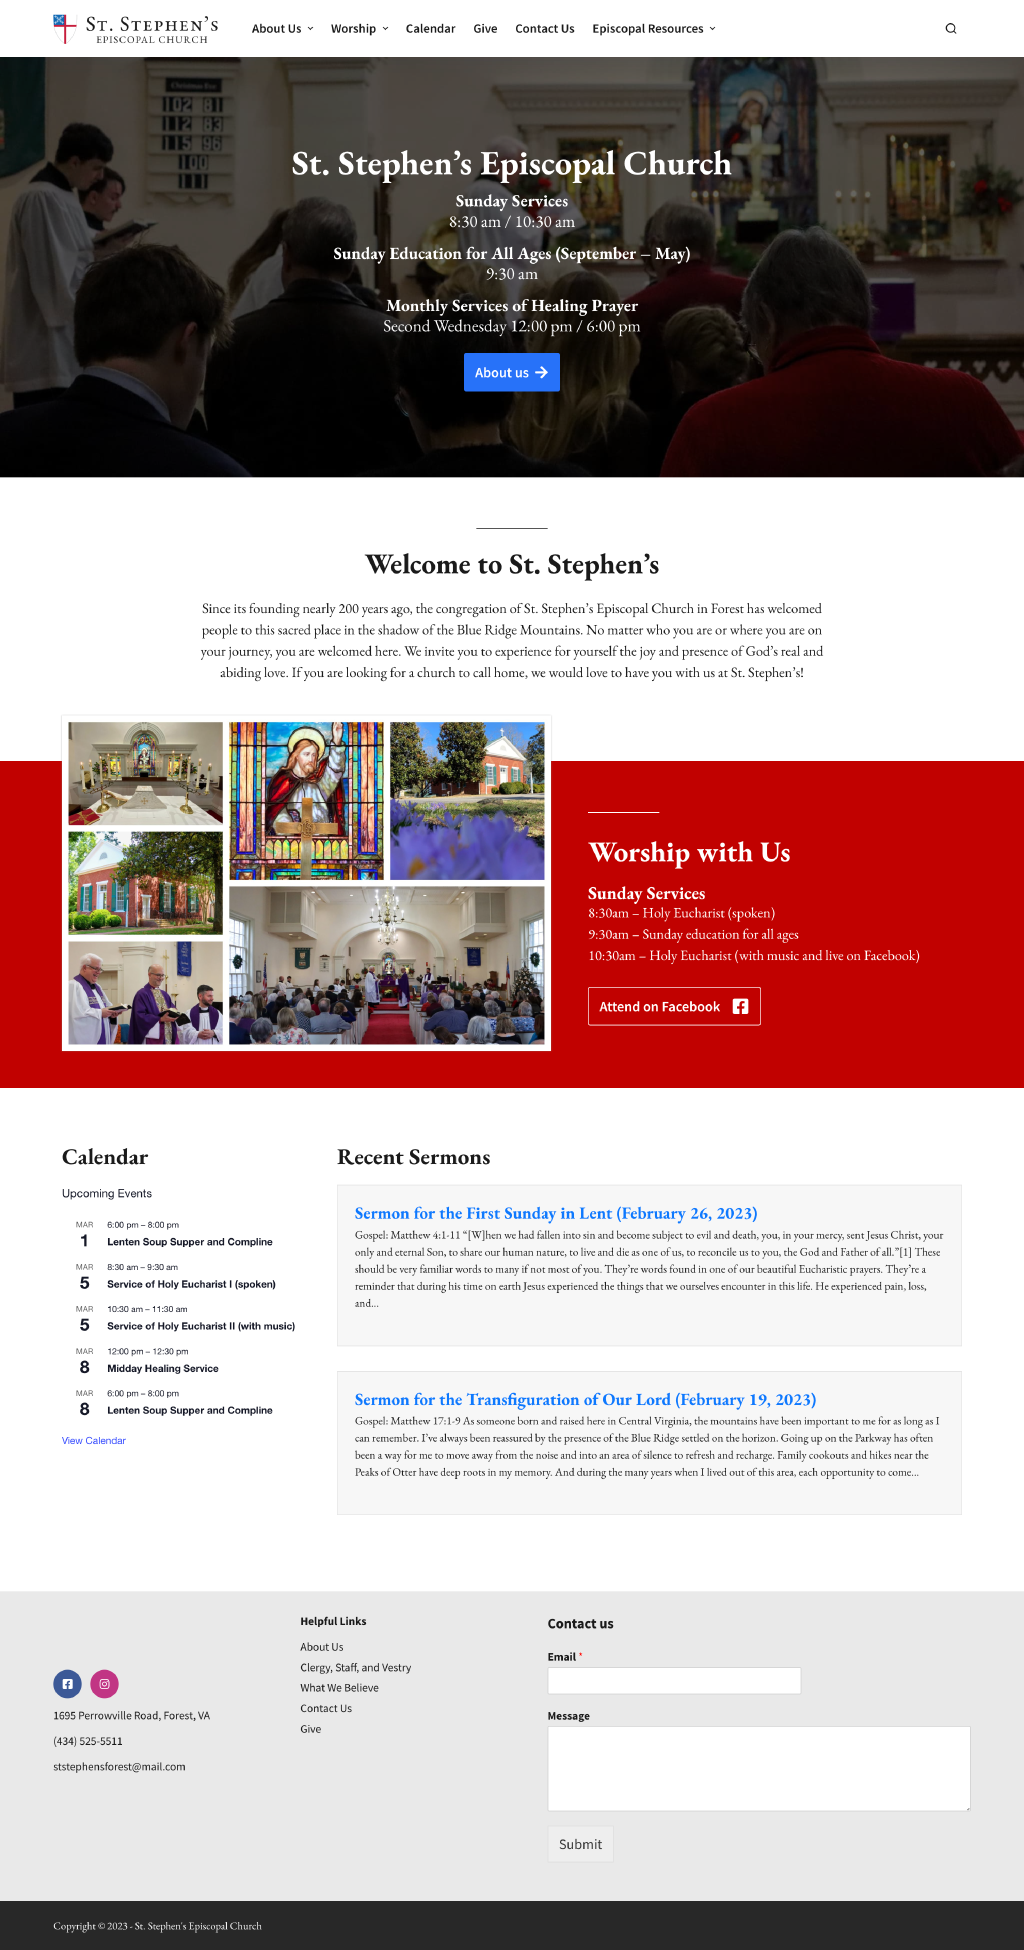 St. Stephen's
EPISCOPAL CHURCH
About Us
Worship
Calendar
Give
Contact Us
Episcopal Resources
102 131
112 83
115 96
100
St. Stephen's Episcopal Church
Sunday Services
8:30 am / 10:30 am
Sunday Education for All Ages (September – May)
9:30 am
Monthly Services of Healing Prayer
Second Wednesday 12:00 pm / 6:00 pm
About us
Welcome to St. Stephen's
Since its founding nearly 200 years ago, the congregation of St. Stephen's Episcopal Church in Forest has welcomed
people to this sacred place in the shadow of the Blue Ridge Mountains. No matter who you are or where you are on
your journey, you are welcomed here. We invite you to experience for yourself the joy and presence of God's real and
abiding love. If you are looking for a church to call home, we would love to have you with us at St. Stephen's!
Worship with Us
Sunday Services
8:30am – Holy Eucharist (spoken)
9:30am – Sunday education for all ages
10:30am – Holy Eucharist (with music and live on Facebook)
Attend on Facebook
Calendar
Upcoming Events
MAR
1
6:00 pm – 8:00 pm
Lenten Soup Supper and Compline
MAR
5
8:30 am – 9:30 am
Service of Holy Eucharist I (spoken)
MAR
5
10:30 am – 11:30 am
Service of Holy Eucharist II (with music)
MAR
8
12:00 pm – 12:30 pm
Midday Healing Service
MAR
8
6:00 pm – 8:00 pm
Lenten Soup Supper and Compline
View Calendar
Recent Sermons
Sermon for the First Sunday in Lent (February 26, 2023)
Gospel: Matthew 4:1-11 “[W]hen we had fallen into sin and become subject to evil and death, you, in your mercy, sent Jesus Christ, your
only and eternal Son, to share our human nature, to live and die as one of us, to reconcile us to you, the God and Father of all.”[1] These
should be very familiar words to many if not most of you. They're words found in one of our beautiful Eucharistic prayers. They're a
reminder that during his time on earth Jesus experienced the things that we ourselves encounter in this life. He experienced pain, loss,
and...
Sermon for the Transfiguration of Our Lord (February 19, 2023)
Gospel: Matthew 17:1-9 As someone born and raised here in Central Virginia, the mountains have been important to me for as long as I
can remember. I've always been reassured by the presence of the Blue Ridge settled on the horizon. Going up on the Parkway has often
been a way for me to move away from the noise and into an area of silence to refresh and recharge. Family cookouts and hikes near the
Peaks of Otter have deep roots in my memory. And during the many years when I lived out of this area, each opportunity to come...
1695 Perrowville Road, Forest, VA
(434) 525-5511
ststephensforest@mail.com
Helpful Links
About Us
Clergy, Staff, and Vestry
What We Believe
Contact Us
Give
Contact us
Email *
Message
Submit
Copyright © 2023 - St. Stephen's Episcopal Church